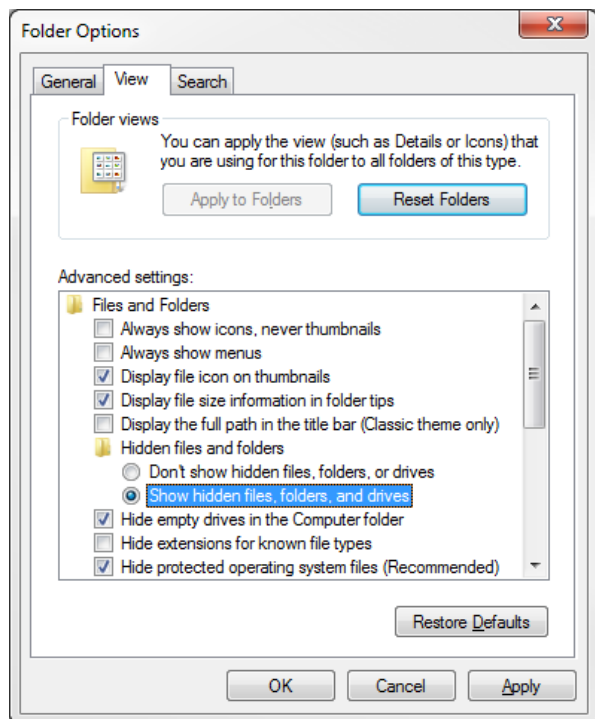 Folder Options
General View Search
Folder views
You can apply the view (such as Details or Icons) that
you are using for this folder to all folders of this type.
Apply to Folders Reset Folders
Advanced settings:
Files and Folders
Always show icons, never thumbnails
Always show menus
Display file icon on thumbnails
Display file size information in folder tips
Display the full path in the title bar (Classic theme only)
Hidden files and folders
Don't show hidden files, folders, or drives
Show hidden files, folders, and drives
Hide empty drives in the Computer folder
Hide extensions for known file types
Hide protected operating system files (Recommended)
Restore Defaults
OK Cancel Apply